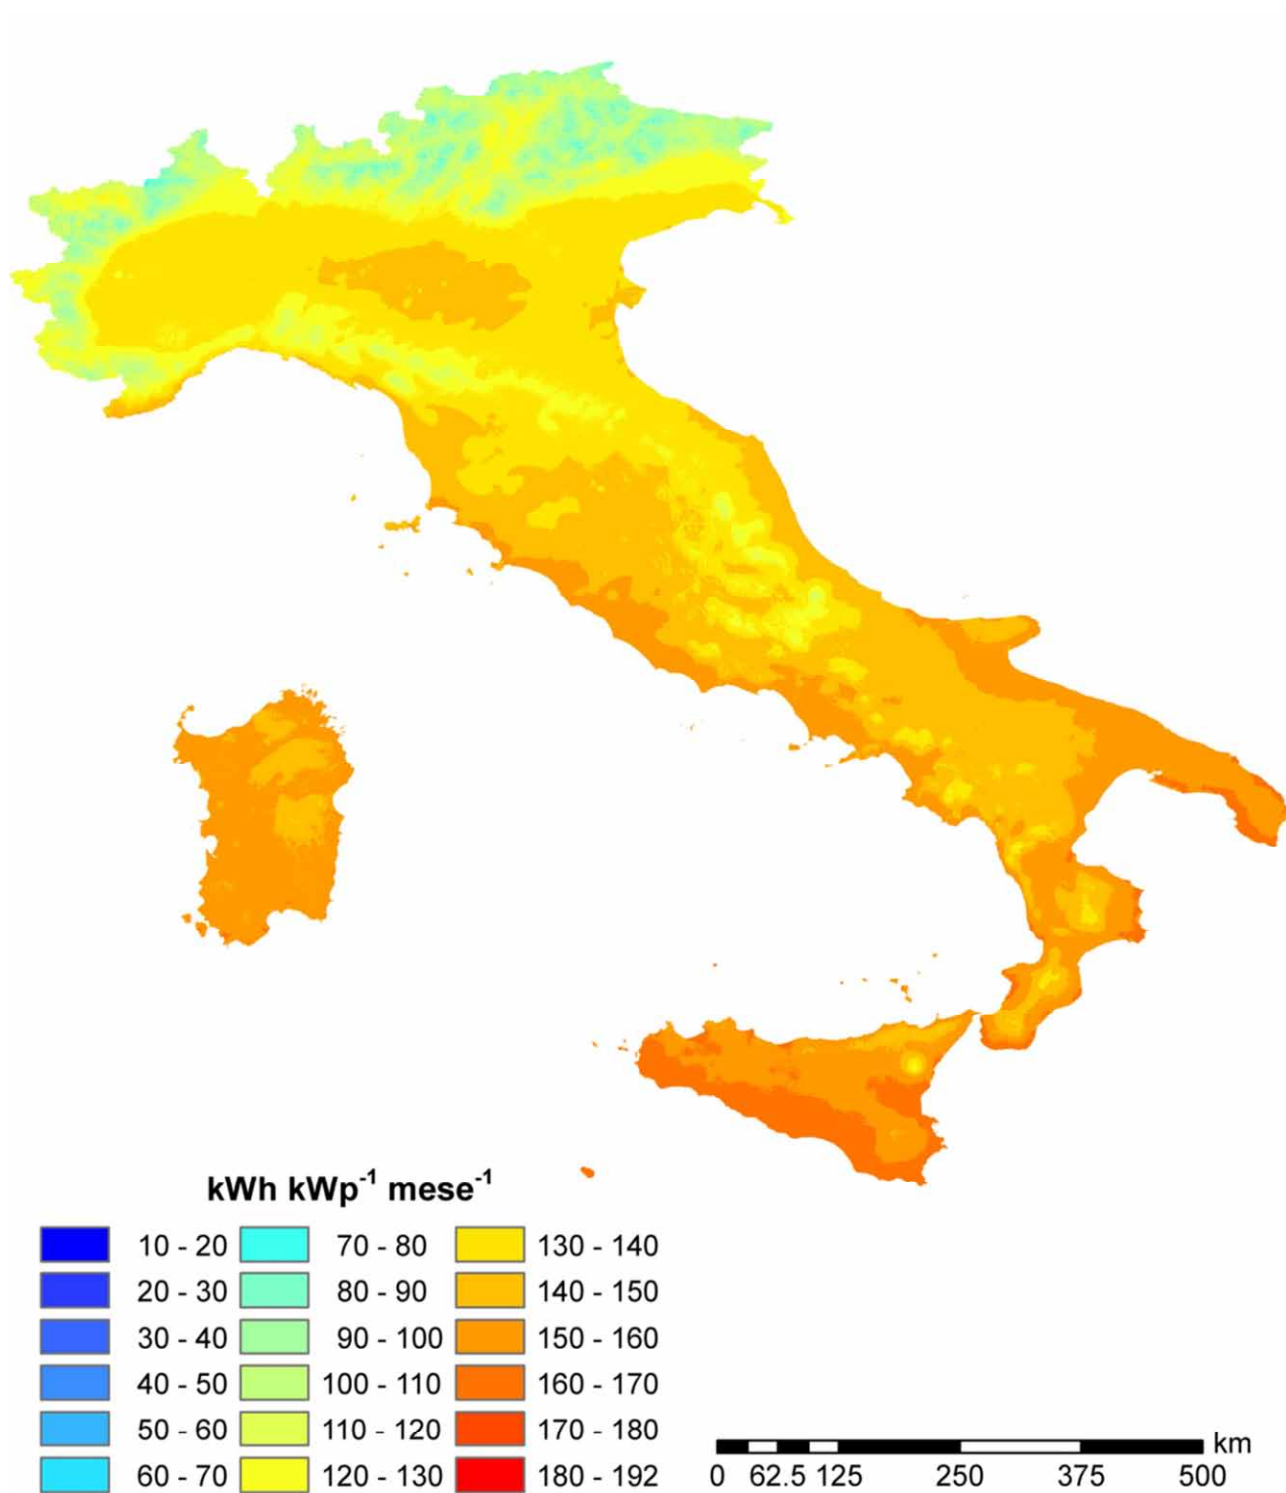 kWh kWp⁻¹ mese⁻¹
10 - 20 70 - 80 130 - 140
20 - 30 80 - 90 140 - 150
30 - 40 90 - 100 150 - 160
40 - 50 100 - 110 160 - 170
50 - 60 110 - 120 170 - 180
60 - 70 120 - 130 180 - 192
km
0 62.5 125 250 375 500